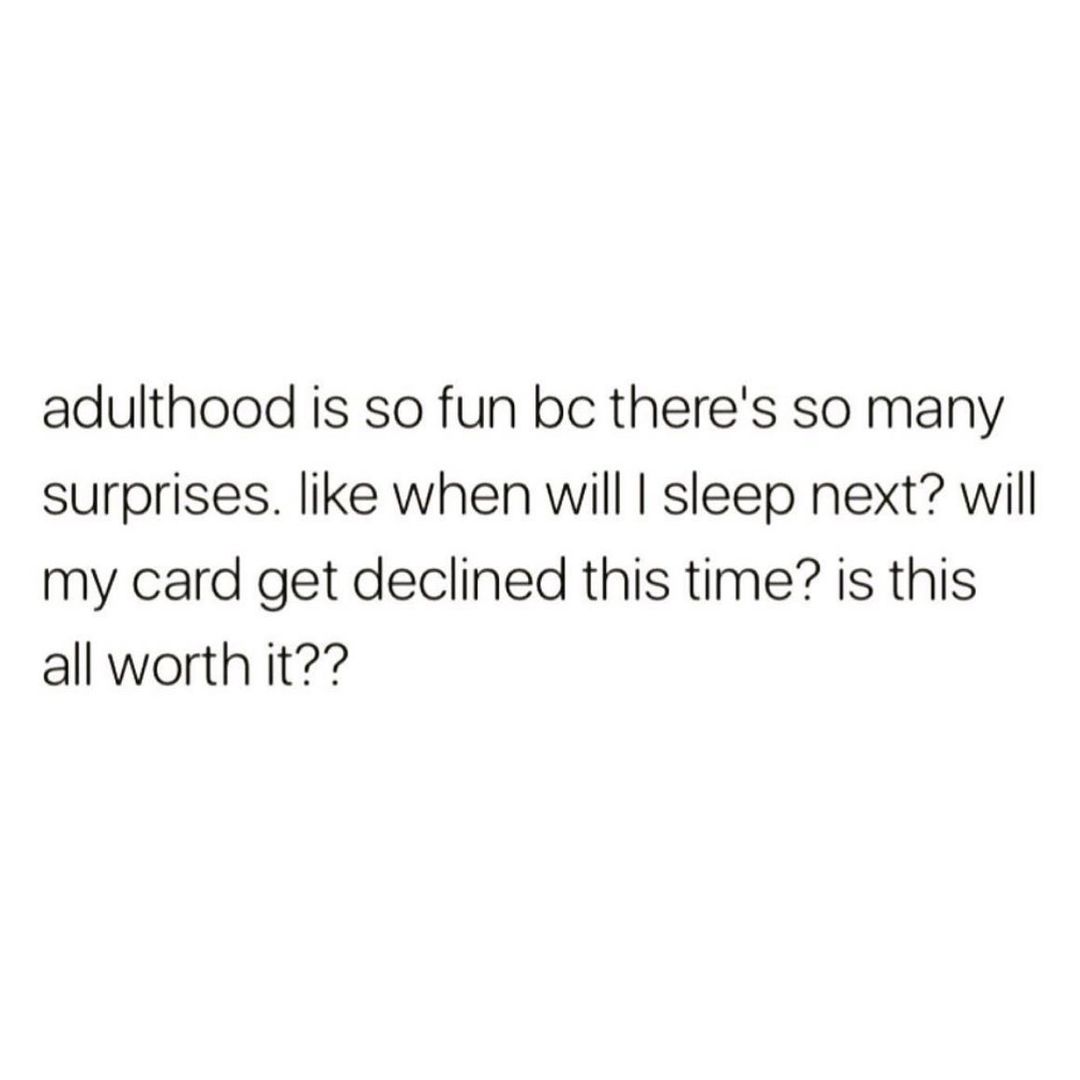 adulthood is so fun bc there's so many
surprises. like when will I sleep next? will
my card get declined this time? is this
all worth it??